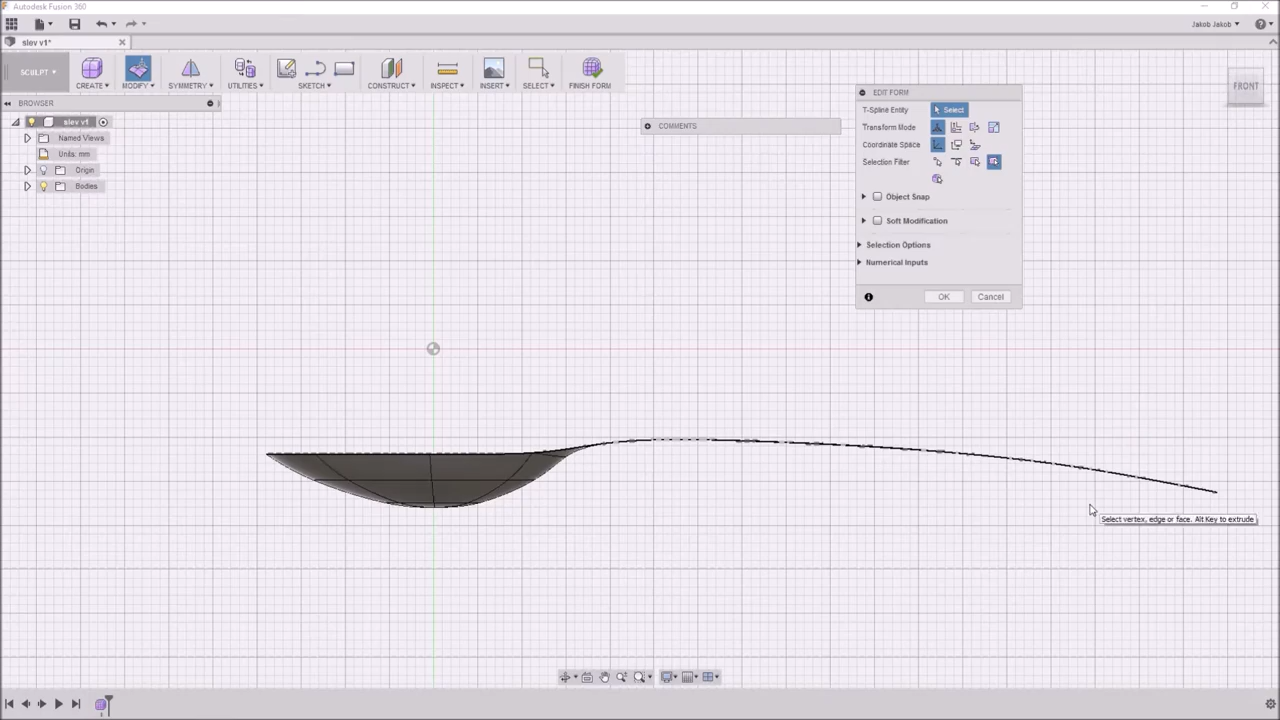 Autodesk Fusion 360
Jakob Jakob
slev v1*
SCULPT
CREATE
MODIFY
SYMMETRY
UTILITIES
SKETCH
CONSTRUCT
INSPECT
INSERT
SELECT
FINISH FORM
BROWSER
EDIT FORM
FRONT
T-Spline Entity Select
slev v1
COMMENTS
Transform Mode
Named Views
Coordinate Space
Units: mm
Selection Filter
Origin
Bodies
Object Snap
Soft Modification
Selection Options
Numerical Inputs
OK Cancel
Select vertex, edge or face. Alt Key to extrude